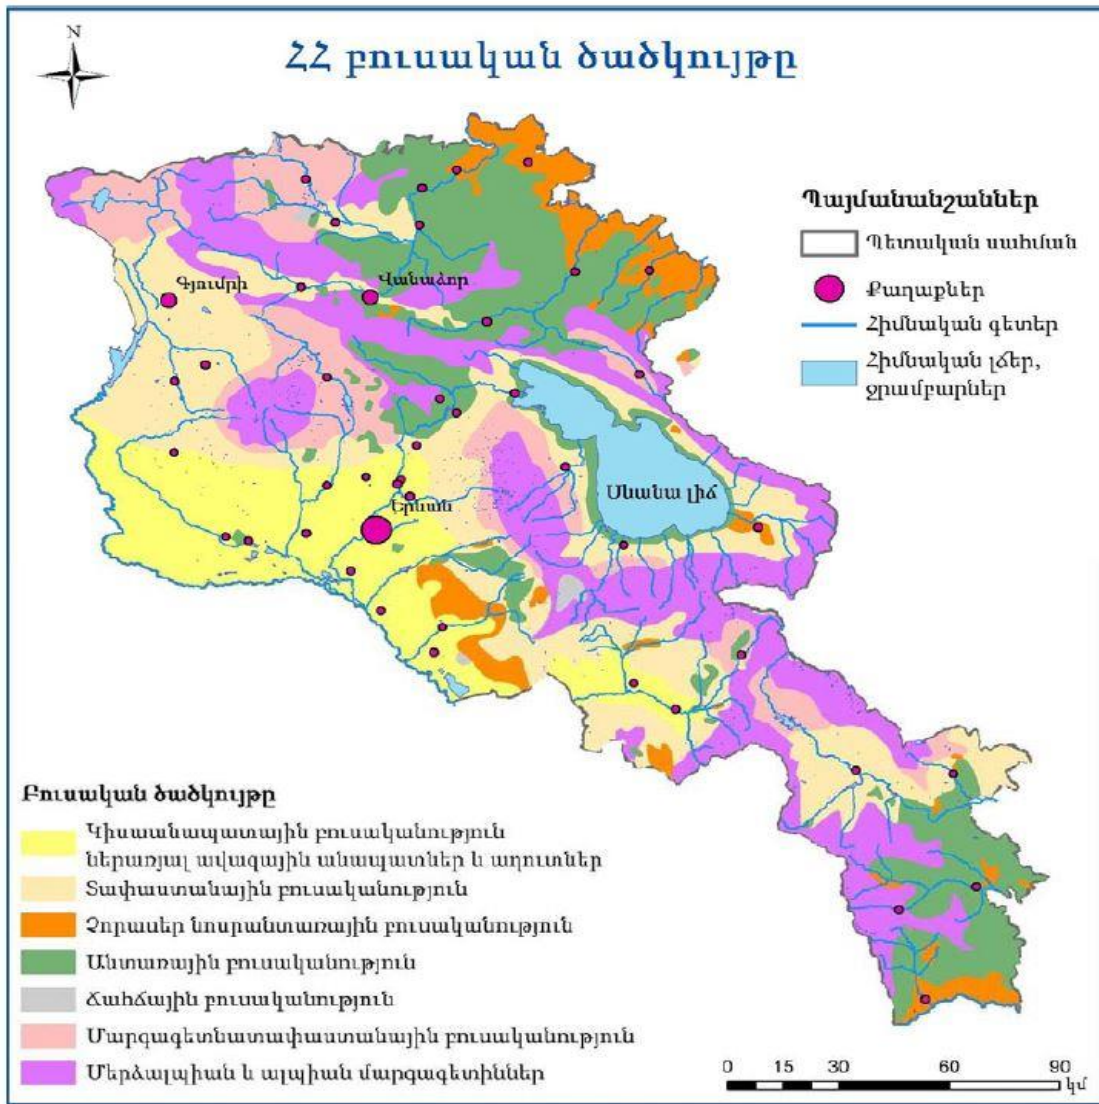 N
ՀՀ բուսական ծածկույթը
Պայմանանշաններ
Պետական սահման
Քաղաքներ
Հիմնական գետեր
Հիմնական լճեր,
ջրամբարներ
Գյումրի
Վանաձոր
Սևանա լիճ
Երևան
Բուսական ծածկույթը
Կիսաանապատային բուսականություն
ներառյալ ավազային անապատներ և աղուտներ
Տափաստանային բուսականություն
Չորասեր նոսրանտառային բուսականություն
Անտառային բուսականություն
Ճահճային բուսականություն
Մարգագետնատափաստանային բուսականություն
Մերձալպիան և ալպիան մարգագետիններ
0 15 30 60 90
կմ